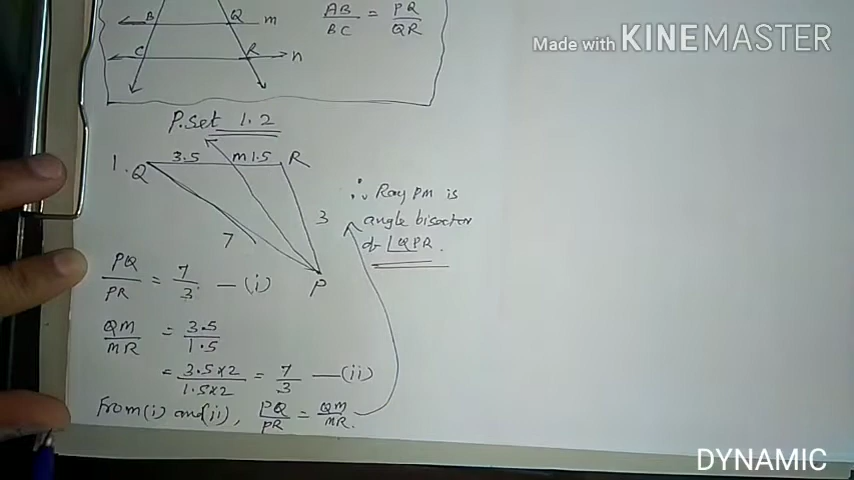 B Q m
AB/BC = PQ/QR
C R n
Made with KINEMASTER
P.Set 1.2
1. Q 3.5 M 1.5 R
7 3
P
∴ Ray PM is
angle bisector
of ∠QPR.
PQ/PR = 7/3 — (i)
QM/MR = 3.5/1.5
= 3.5×2/1.5×2 = 7/3 — (ii)
From (i) and (ii), PQ/PR = QM/MR.
DYNAMIC